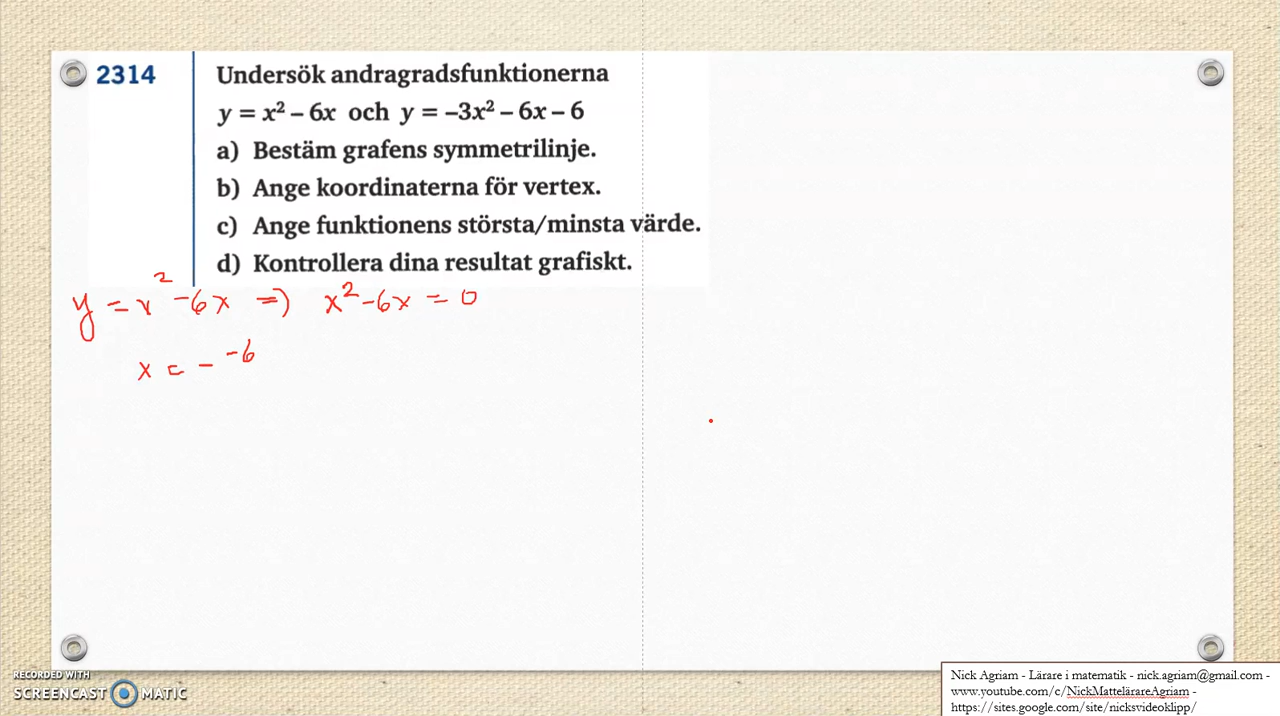 2314 Undersök andragradsfunktionerna
y = x² – 6x och y = –3x² – 6x – 6
a) Bestäm grafens symmetrilinje.
b) Ange koordinaterna för vertex.
c) Ange funktionens största/minsta värde.
d) Kontrollera dina resultat grafiskt.
y = x² - 6x => x² - 6x = 0
x = - -6
RECORDED WITH
SCREENCAST MATIC
Nick Agriam - Lärare i matematik - nick.agriam@gmail.com -
www.youtube.com/c/NickMattelärareAgriam -
https://sites.google.com/site/nicksvideoklipp/